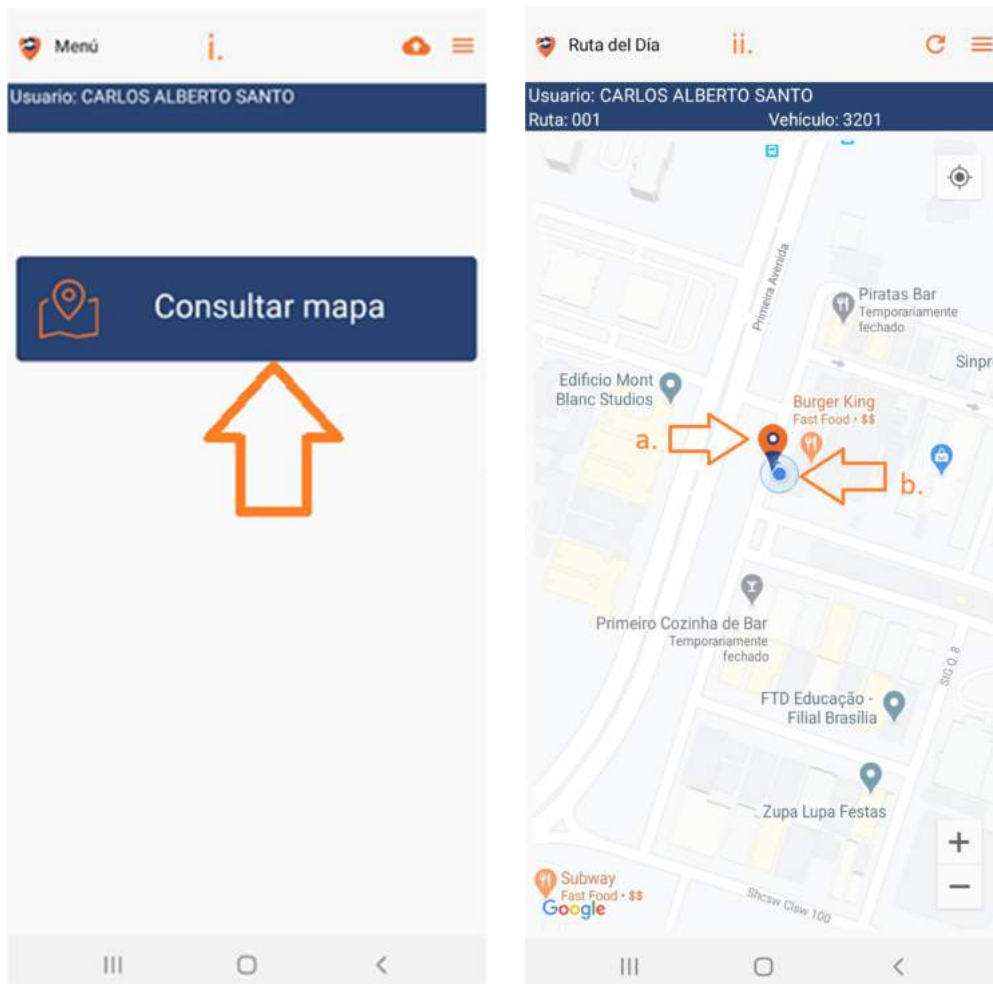 Menú
i.
Usuario: CARLOS ALBERTO SANTO
Consultar mapa
Ruta del Día
ii.
Usuario: CARLOS ALBERTO SANTO
Ruta: 001 Vehículo: 3201
Primeira Avenida
Piratas Bar
Temporariamente
fechado
Sinpr
Edificio Mont
Blanc Studios
Burger King
Fast Food • $$
a.
b.
Primeiro Cozinha de Bar
Temporariamente
fechado
SIG Q. 8
FTD Educação -
Filial Brasília
Zupa Lupa Festas
+
−
Subway
Fast Food • $$
Google
Shcsw Clsw 100